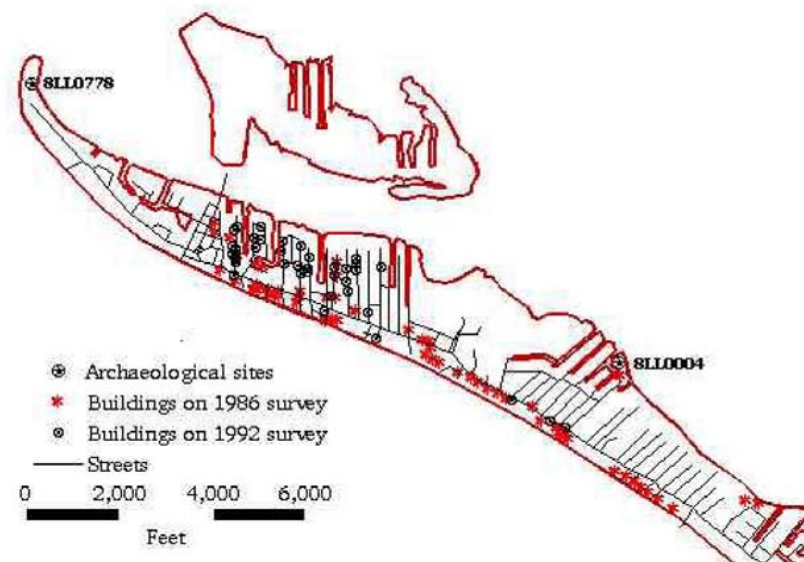 8LL0778
8LL0004
Archaeological sites
Buildings on 1986 survey
Buildings on 1992 survey
Streets
0 2,000 4,000 6,000
Feet